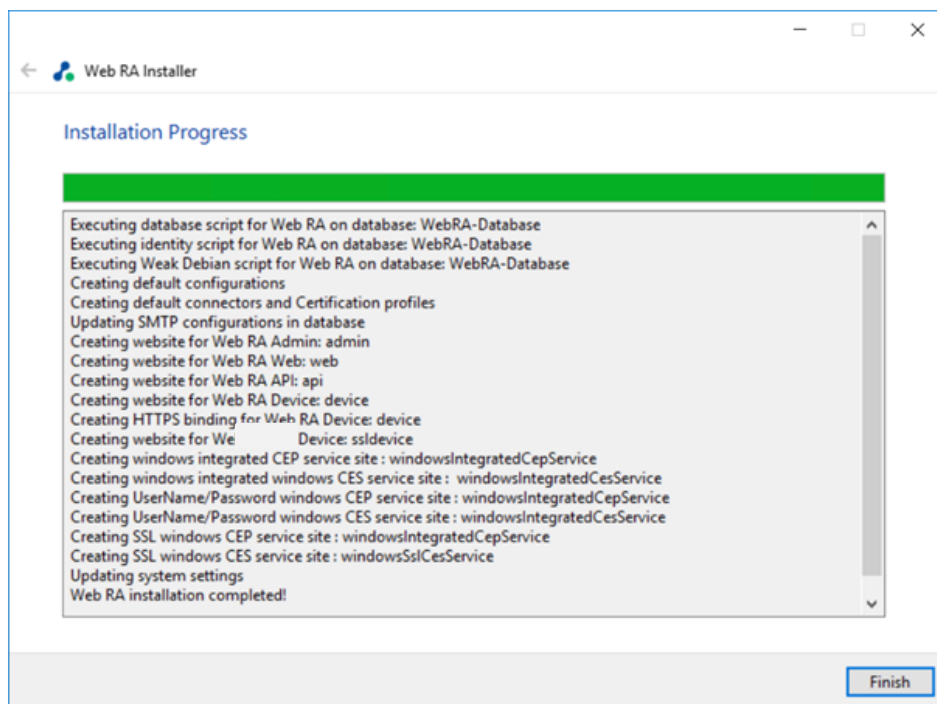 Web RA Installer
Installation Progress
Executing database script for Web RA on database: WebRA-Database
Executing identity script for Web RA on database: WebRA-Database
Executing Weak Debian script for Web RA on database: WebRA-Database
Creating default configurations
Creating default connectors and Certification profiles
Updating SMTP configurations in database
Creating website for Web RA Admin: admin
Creating website for Web RA Web: web
Creating website for Web RA API: api
Creating website for Web RA Device: device
Creating HTTPS binding for Web RA Device: device
Creating website for We Device: ssldevice
Creating windows integrated CEP service site : windowsIntegratedCepService
Creating windows integrated windows CES service site :  windowsIntegratedCesService
Creating UserName/Password windows CEP service site : windowsIntegratedCepService
Creating UserName/Password windows CES service site : windowsIntegratedCesService
Creating SSL windows CEP service site : windowsIntegratedCepService
Creating SSL windows CES service site : windowsSslCesService
Updating system settings
Web RA installation completed!
Finish